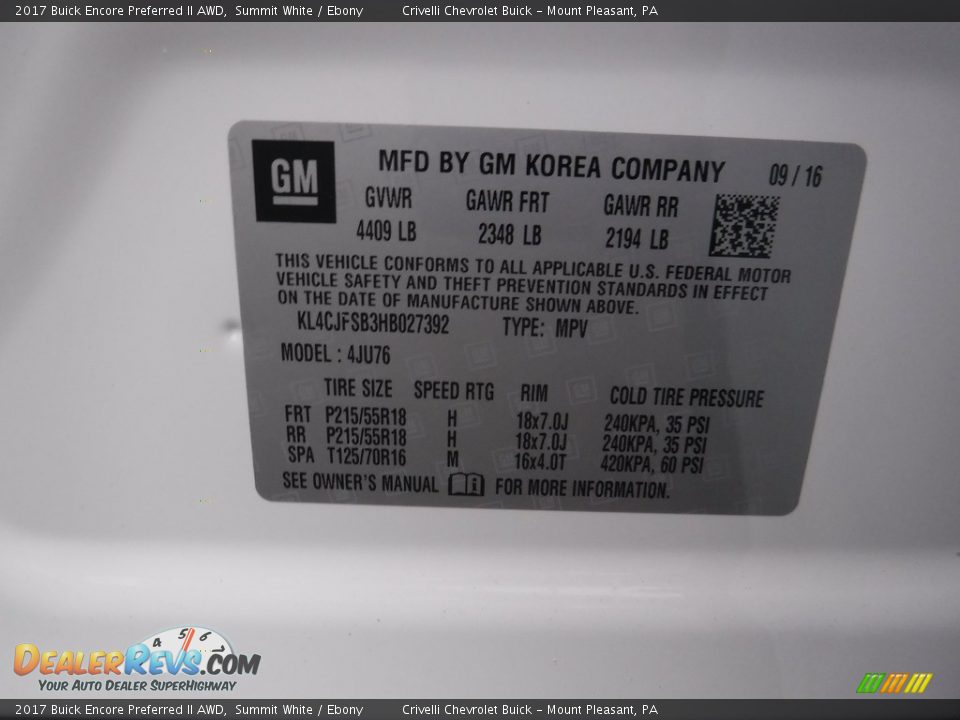 2017 Buick Encore Preferred II AWD, Summit White / Ebony Crivelli Chevrolet Buick - Mount Pleasant, PA
GM
MFD BY GM KOREA COMPANY 09 / 16
GVWR GAWR FRT GAWR RR
4409 LB 2348 LB 2194 LB
THIS VEHICLE CONFORMS TO ALL APPLICABLE U.S. FEDERAL MOTOR
VEHICLE SAFETY AND THEFT PREVENTION STANDARDS IN EFFECT
ON THE DATE OF MANUFACTURE SHOWN ABOVE.
KL4CJFSB3HB027392 TYPE: MPV
MODEL : 4JU76
TIRE SIZE SPEED RTG RIM COLD TIRE PRESSURE
FRT P215/55R18 H 18x7.0J 240KPA, 35 PSI
RR P215/55R18 H 18x7.0J 240KPA, 35 PSI
SPA T125/70R16 M 16x4.0T 420KPA, 60 PSI
SEE OWNER'S MANUAL i FOR MORE INFORMATION.
4 5 6 7
DEALERREVS.COM
YOUR AUTO DEALER SUPERHIGHWAY
2017 Buick Encore Preferred II AWD, Summit White / Ebony Crivelli Chevrolet Buick - Mount Pleasant, PA